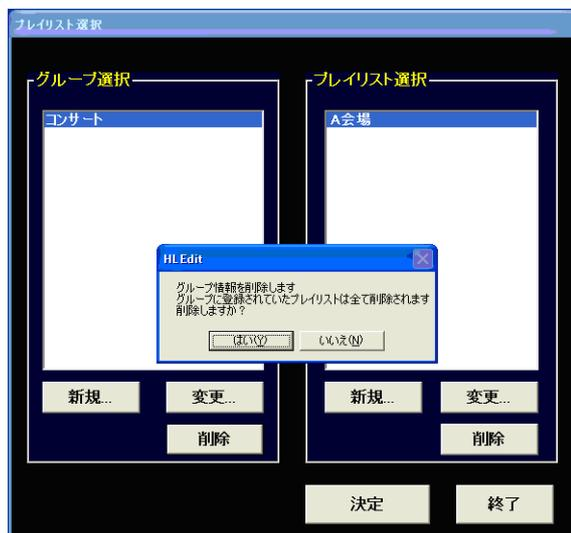 プレイリスト選択
グループ選択
プレイリスト選択
コンサート
A会場
HLEdit
グループ情報を削除します
グループに登録されていたプレイリストは全て削除されます
削除しますか？
はい(Y)
いいえ(N)
新規...
変更...
新規...
変更...
削除
削除
決定
終了